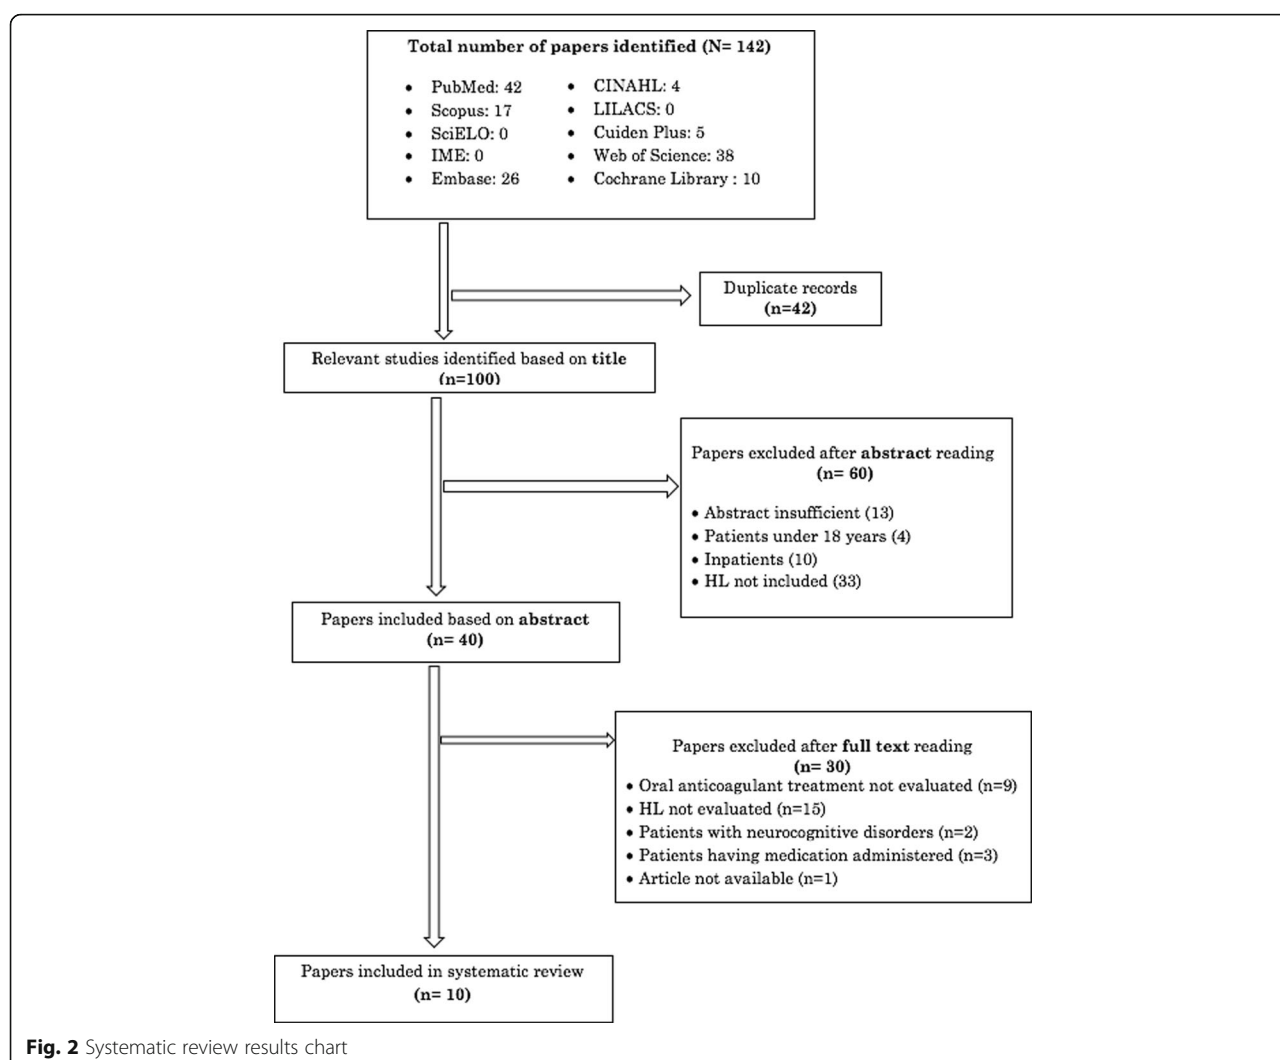 Total number of papers identified (N= 142)
• PubMed: 42
• Scopus: 17
• SciELO: 0
• IME: 0
• Embase: 26
• CINAHL: 4
• LILACS: 0
• Cuiden Plus: 5
• Web of Science: 38
• Cochrane Library : 10
Duplicate records
(n=42)
Relevant studies identified based on title
(n=100)
Papers excluded after abstract reading
(n= 60)
• Abstract insufficient (13)
• Patients under 18 years (4)
• Inpatients (10)
• HL not included (33)
Papers included based on abstract
(n= 40)
Papers excluded after full text reading
(n= 30)
• Oral anticoagulant treatment not evaluated (n=9)
• HL not evaluated (n=15)
• Patients with neurocognitive disorders (n=2)
• Patients having medication administered (n=3)
• Article not available (n=1)
Papers included in systematic review
(n= 10)
Fig. 2 Systematic review results chart